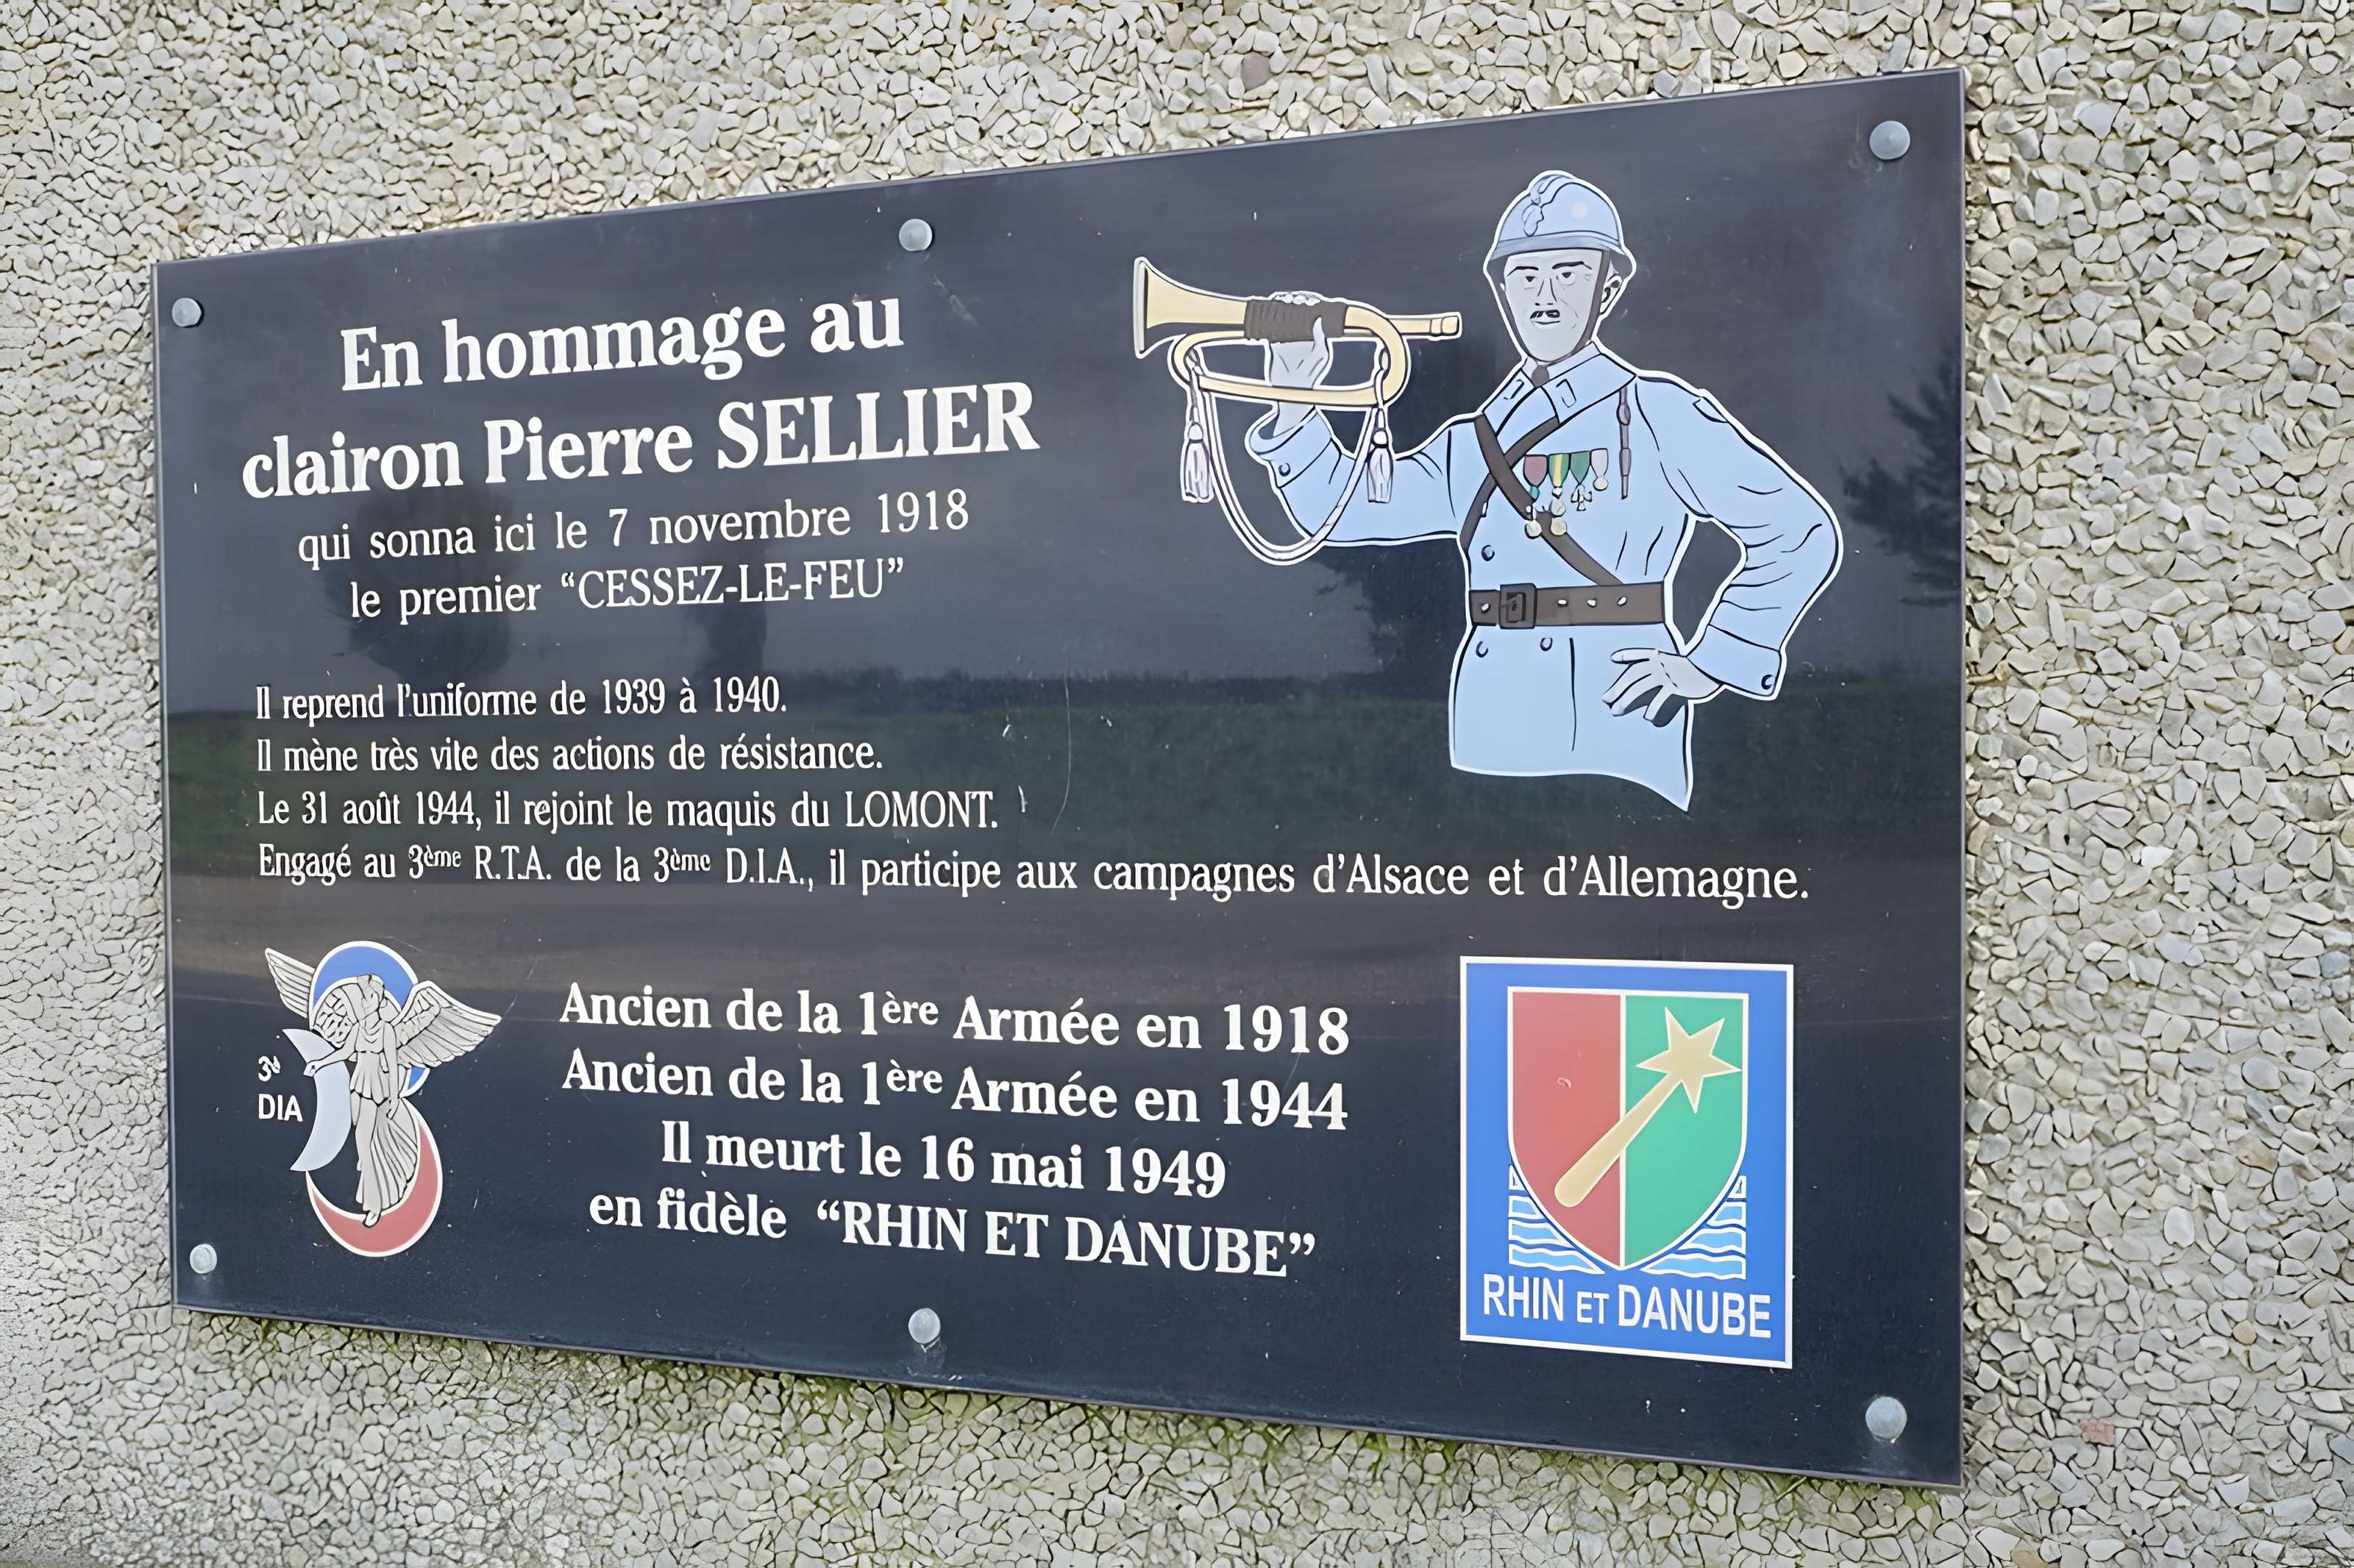 En hommage au
clairon Pierre SELLIER
qui sonna ici le 7 novembre 1918
le premier “CESSEZ-LE-FEU”
Il reprend l'uniforme de 1939 à 1940.
Il mène très vite des actions de résistance.
Le 31 août 1944, il rejoint le maquis du LOMONT.
Engagé au 3ème R.T.A. de la 3ème D.I.A., il participe aux campagnes d'Alsace et d'Allemagne.
3e
DIA
Ancien de la 1ère Armée en 1918
Ancien de la 1ère Armée en 1944
Il meurt le 16 mai 1949
en fidèle “RHIN ET DANUBE”
RHIN ET DANUBE